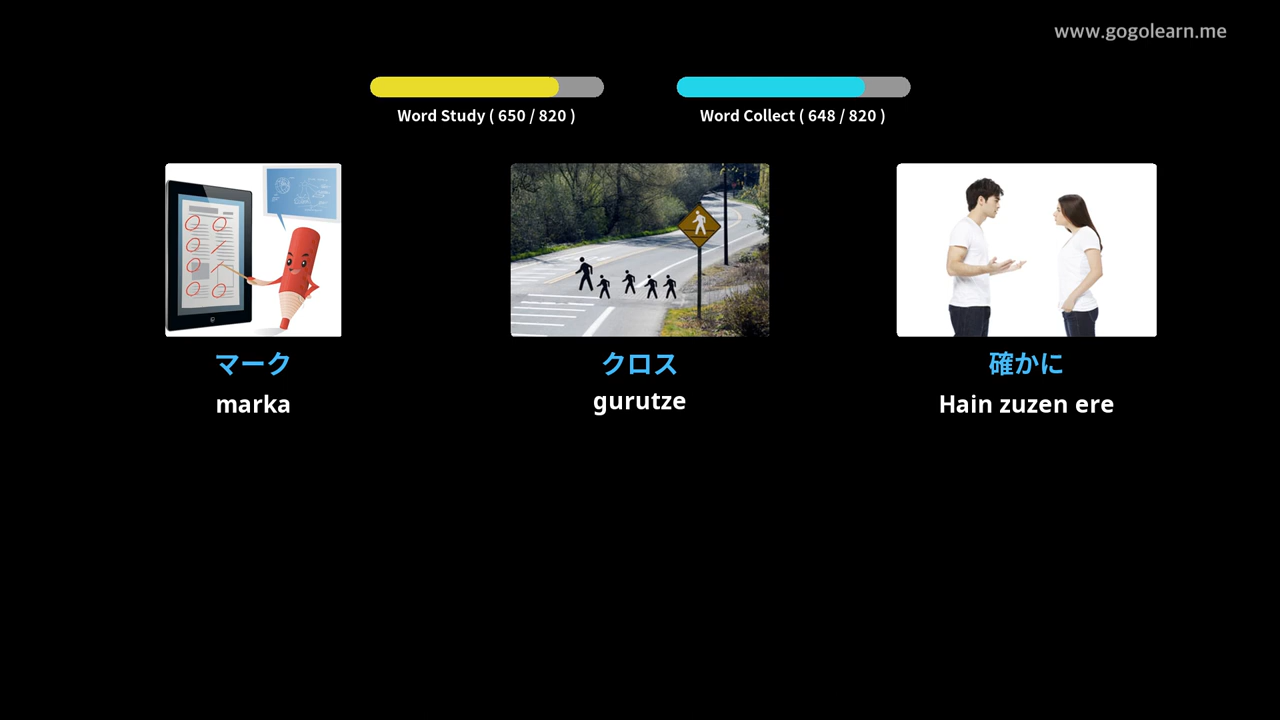 www.gogolearn.me
Word Study ( 650 / 820 )
Word Collect ( 648 / 820 )
マーク
marka
クロス
gurutze
確かに
Hain zuzen ere